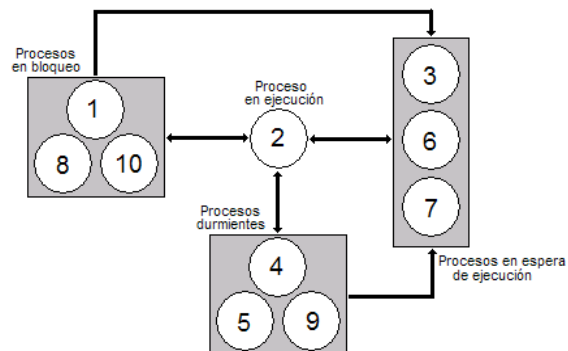 Procesos
en bloqueo
1
8
10
Proceso
en ejecución
2
3
6
7
Procesos
durmientes
4
5
9
Procesos en espera
de ejecución